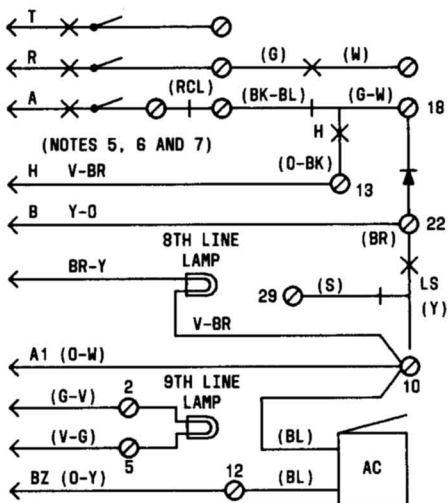 T
R (G) (W)
A (RCL) (BK-BL) (G-W) 18
(NOTES 5, 6 AND 7) H
H V-BR (O-BK) 13
B Y-O 22
8TH LINE LAMP (BR)
BR-Y
29 (S) LS (Y)
V-BR
A1 (O-W) 10
9TH LINE LAMP
(G-V) 2
(V-G) 5
(BL) AC
BZ (O-Y) 12 (BL)